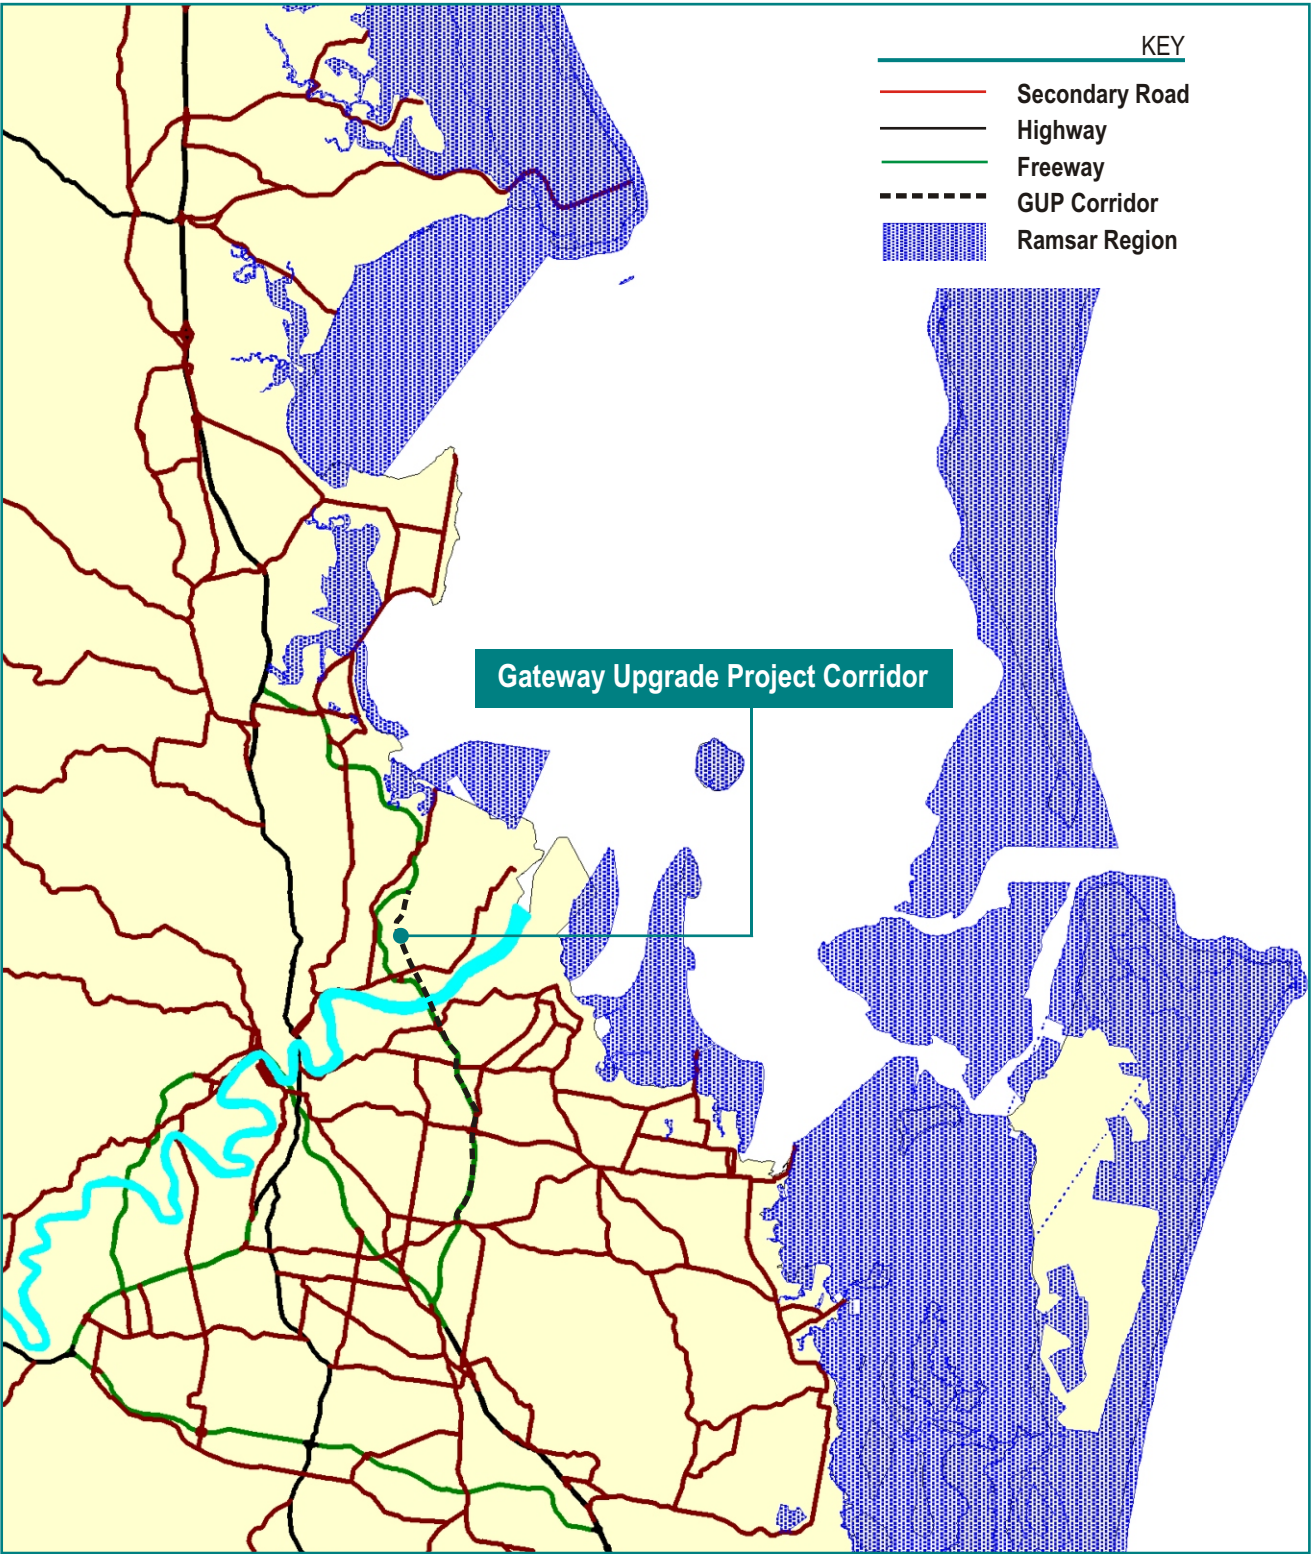 KEY
Secondary Road
Highway
Freeway
GUP Corridor
Ramsar Region
Gateway Upgrade Project Corridor